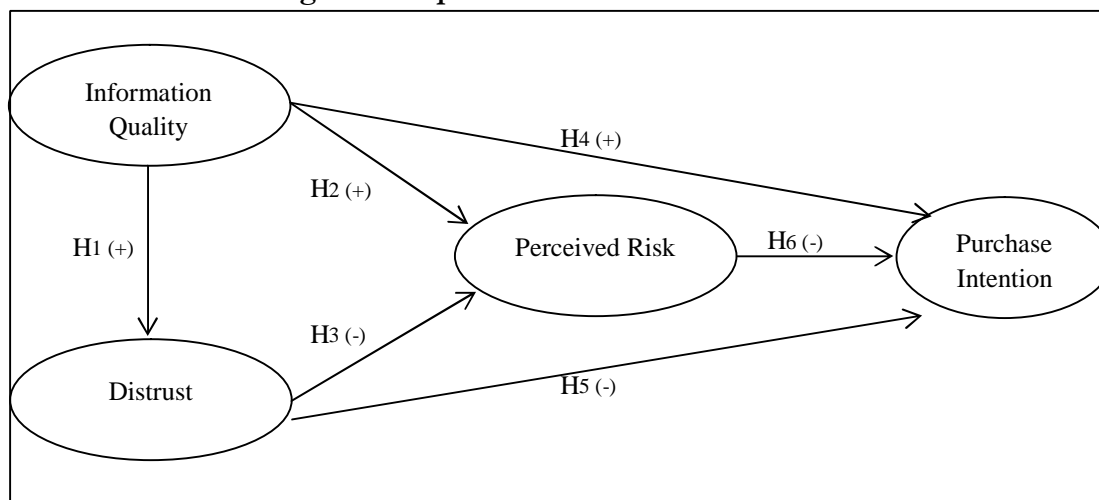 Information
Quality
H4 (+)
H2 (+)
H1 (+)
Perceived Risk
H6 (-)
Purchase
Intention
H3 (-)
Distrust
H5 (-)